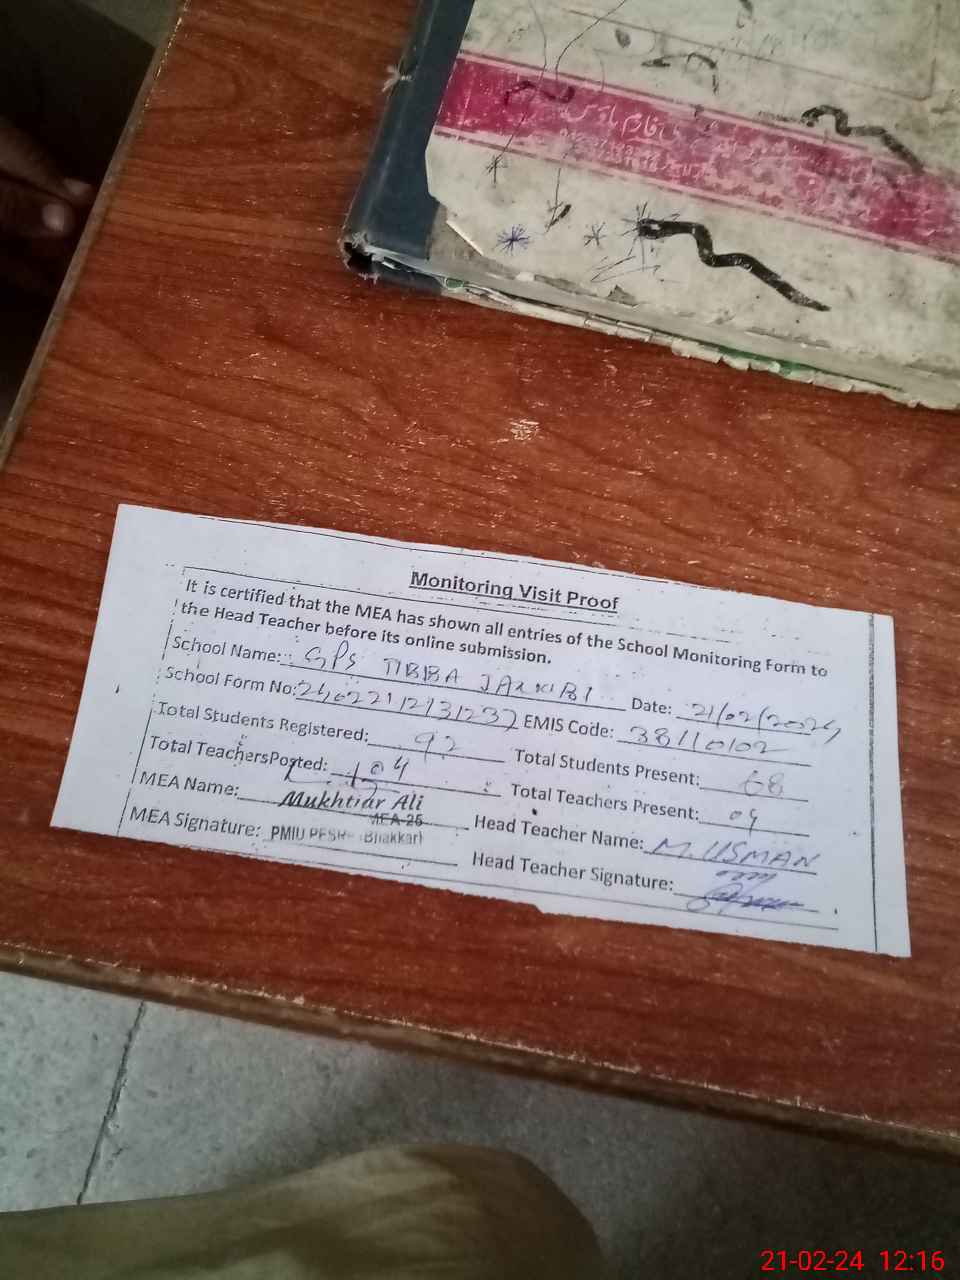 Monitoring Visit Proof
It is certified that the MEA has shown all entries of the School Monitoring Form to
the Head Teacher before its online submission.
School Name: GPS TIBBA Date: 21/02/2024
School Form No: EMIS Code: 38110102
Total Students Registered: 92 Total Students Present: 68
Total TeachersPosted: 04 Total Teachers Present: 04
MEA Name: Mukhtiar Ali Head Teacher Name: M. USMAN
MEA-25
MEA Signature: PMIU PESRP (Bhakkar) Head Teacher Signature:
21-02-24 12:16